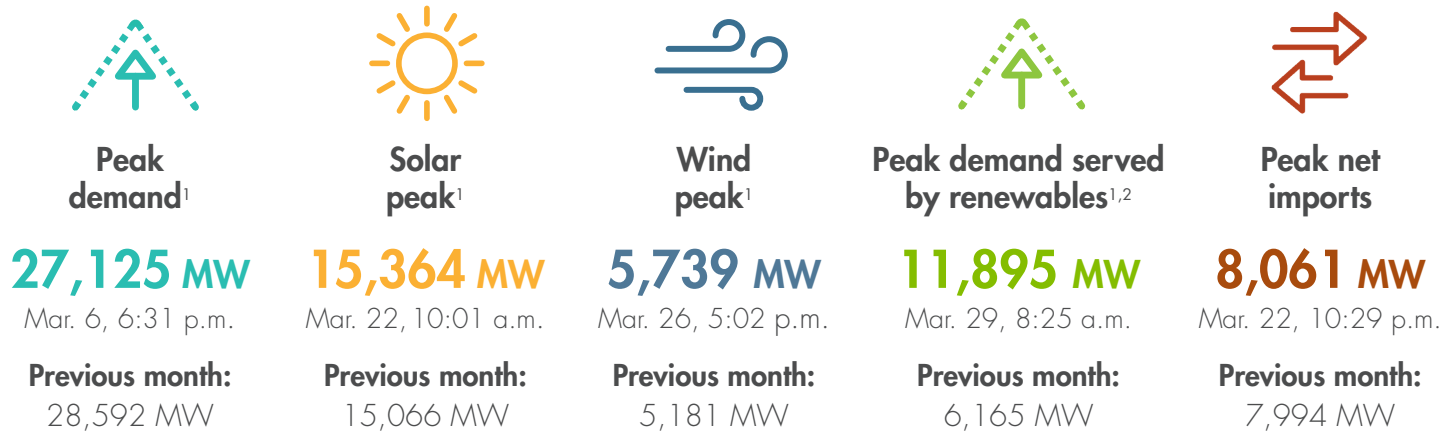 Peak
demand¹
27,125 MW
Mar. 6, 6:31 p.m.
Previous month:
28,592 MW
Solar
peak¹
15,364 MW
Mar. 22, 10:01 a.m.
Previous month:
15,066 MW
Wind
peak¹
5,739 MW
Mar. 26, 5:02 p.m.
Previous month:
5,181 MW
Peak demand served
by renewables¹,²
11,895 MW
Mar. 29, 8:25 a.m.
Previous month:
6,165 MW
Peak net
imports
8,061 MW
Mar. 22, 10:29 p.m.
Previous month:
7,994 MW